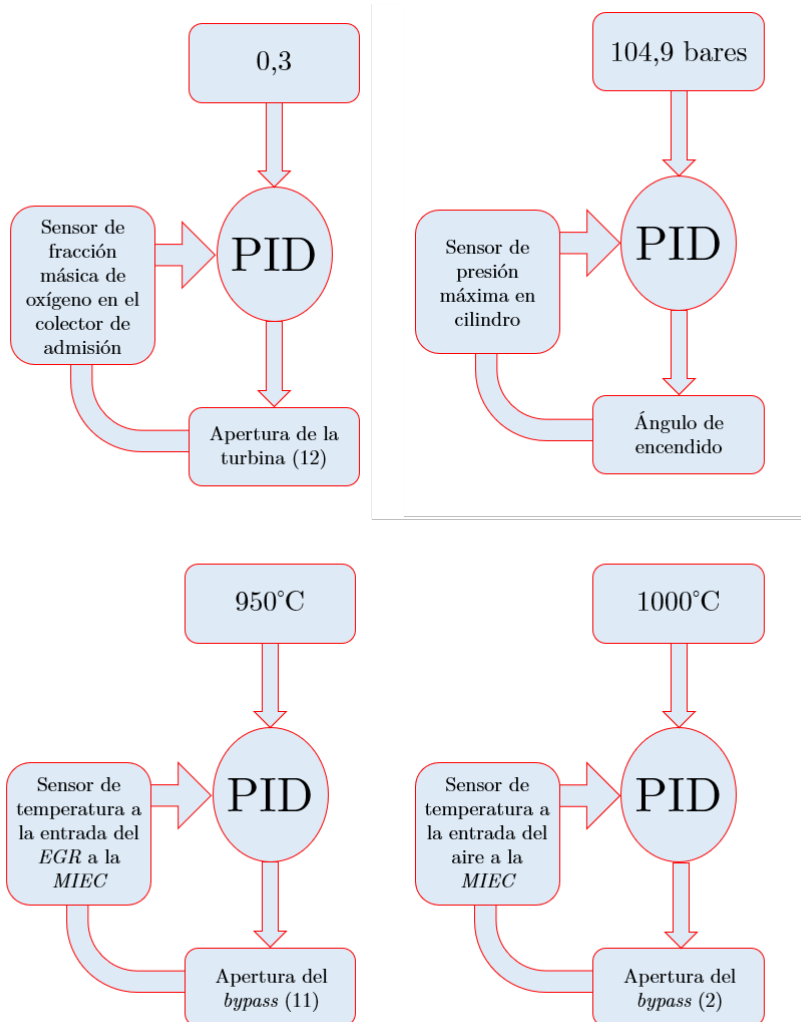 0,3
PID
Sensor de
fracción
másica de
oxígeno en el
colector de
admisión
Apertura de la
turbina (12)
104,9 bares
PID
Sensor de
presión
máxima en
cilindro
Ángulo de
encendido
950°C
PID
Sensor de
temperatura a
la entrada del
EGR a la
MIEC
Apertura del
bypass (11)
1000°C
PID
Sensor de
temperatura a
la entrada del
aire a la
MIEC
Apertura del
bypass (2)